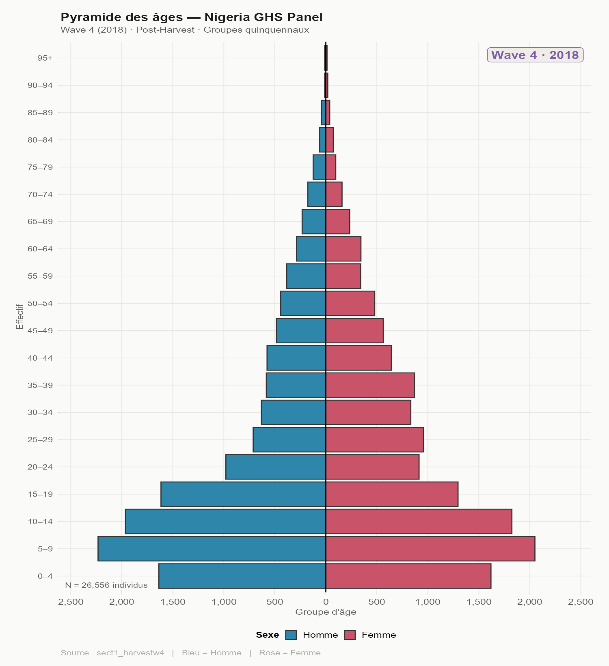 Pyramide des âges — Nigeria GHS Panel
Wave 4 (2018) · Post-Harvest · Groupes quinquennaux
Wave 4 · 2018
95+
90–94
85–89
80–84
75–79
70–74
65–69
60–64
55–59
50–54
45–49
40–44
35–39
30–34
25–29
20–24
15–19
10–14
5–9
0–4
Effectif
N = 26,556 individus
2,500 2,000 1,500 1,000 500 0 500 1,000 1,500 2,000 2,500
Groupe d'âge
Sexe Homme Femme
Source : sect1_harvestw4 | Bleu = Homme | Rose = Femme